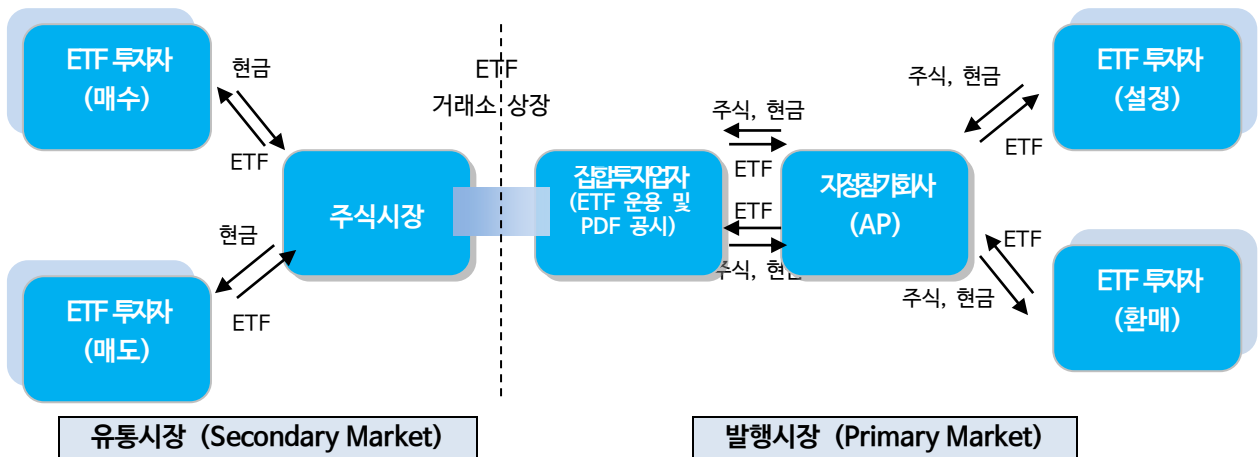 ETF 투자자
(매수)
현금
ETF
ETF
거래소 상장
주식시장
현금
ETF
ETF 투자자
(매도)
집합투자업자
(ETF 운용 및
PDF 공시)
주식, 현금
ETF
ETF
주식, 현금
지정참가회사
(AP)
주식, 현금
ETF
ETF 투자자
(설정)
ETF
주식, 현금
ETF 투자자
(환매)
유통시장 (Secondary Market)
발행시장 (Primary Market)